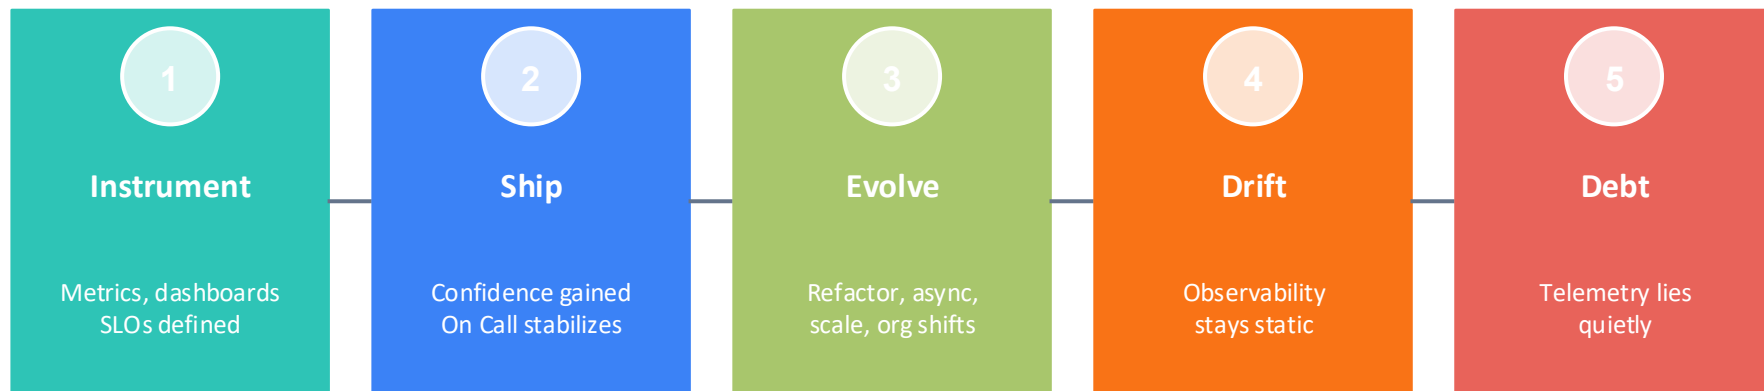 1
Instrument
Metrics, dashboards
SLOs defined
2
Ship
Confidence gained
On Call stabilizes
3
Evolve
Refactor, async,
scale, org shifts
4
Drift
Observability
stays static
5
Debt
Telemetry lies
quietly